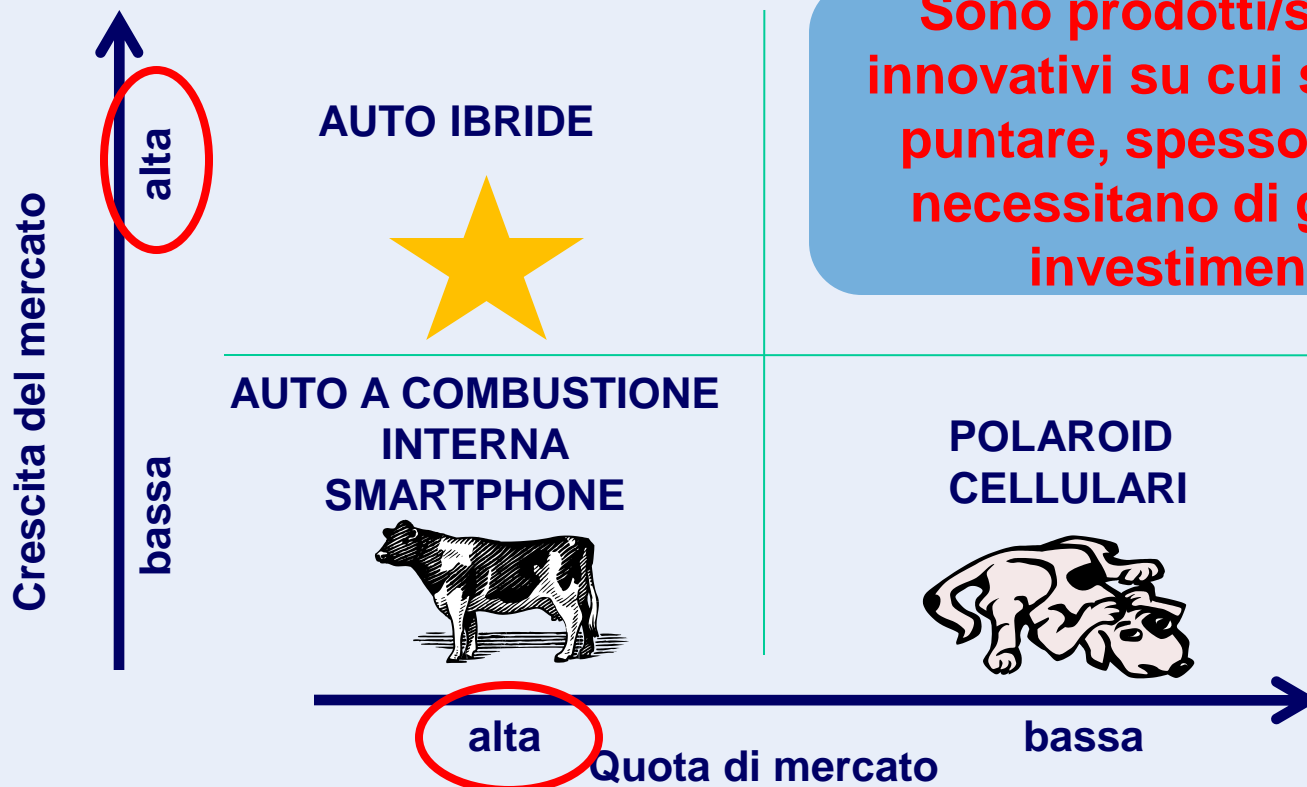 Sono prodotti/
innovativi su cui
puntare, spesso
necessitano di
AUTO IBRIDE
alta
Crescita del mercato
bassa
AUTO A COMBUSTIONE
INTERNA
SMARTPHONE
POLAROID
CELLULARI
alta
bassa
Quota di mercato